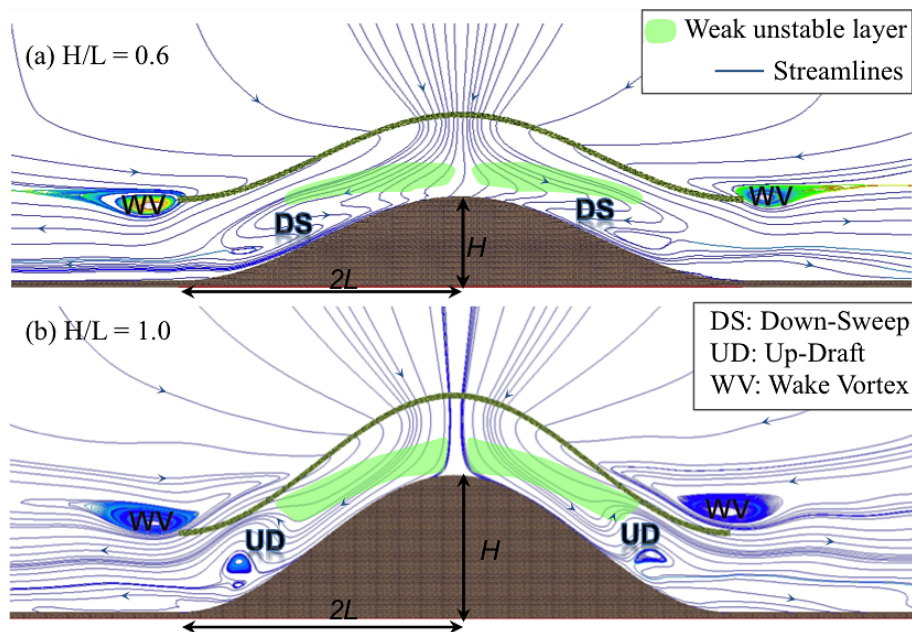 (a) H/L = 0.6
Weak unstable layer
Streamlines
WV
WV
DS
DS
H
2L
(b) H/L = 1.0
DS: Down-Sweep
UD: Up-Draft
WV: Wake Vortex
WV
WV
UD
UD
H
2L